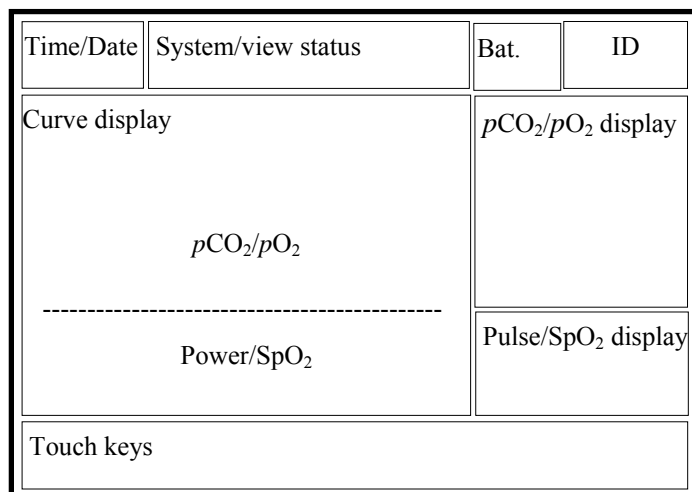 Time/Date
System/view status
Bat.
ID
Curve display
pCO₂/pO₂ display
pCO₂/pO₂
Power/SpO₂
Pulse/SpO₂ display
Touch keys